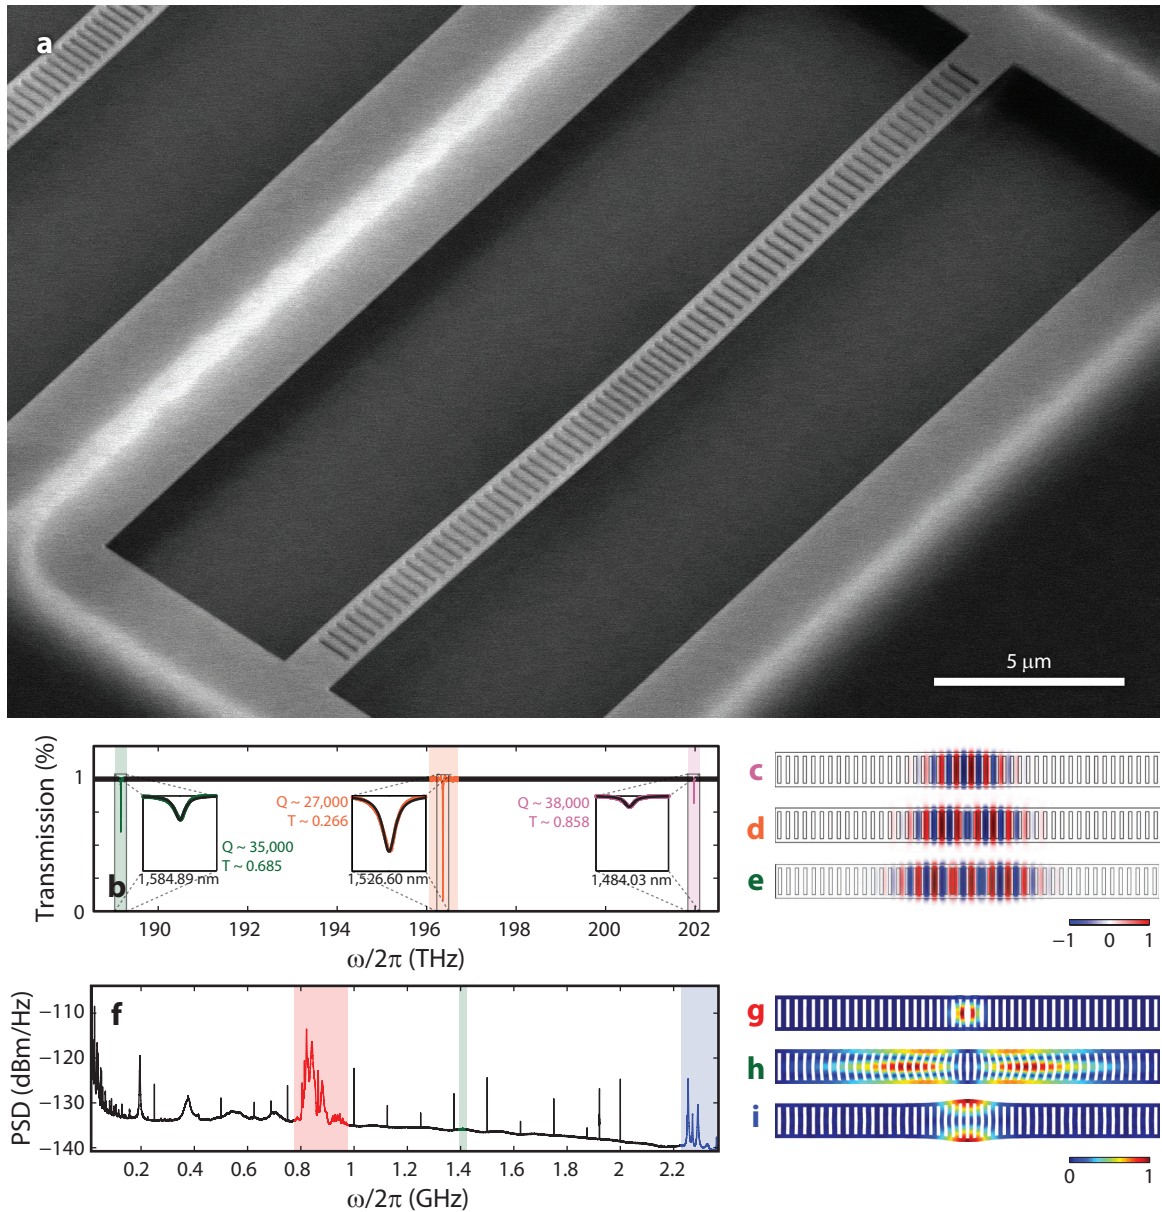 a
5 μm
Transmission (%)
1
0
b
Q ~ 35,000
T ~ 0.685
1,584.89 nm
Q ~ 27,000
T ~ 0.266
1,526.60 nm
Q ~ 38,000
T ~ 0.858
1,484.03 nm
190 192 194 196 198 200 202
ω/2π (THz)
c
d
e
−1 0 1
PSD (dBm/Hz)
−110
−120
−130
−140
f
0.2 0.4 0.6 0.8 1 1.2 1.4 1.6 1.8 2 2.2
ω/2π (GHz)
g
h
i
0 1